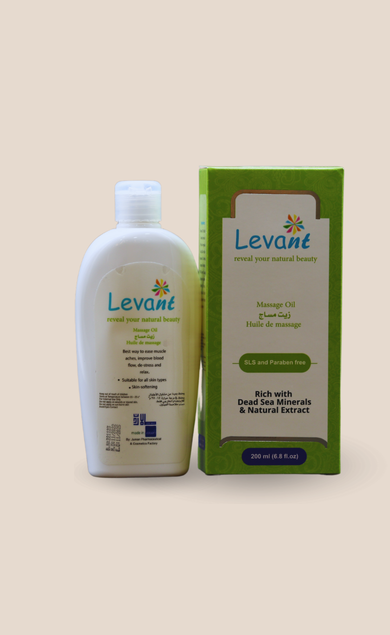 Levant
reveal your natural beauty
Massage Oil
زيت مساج
Huile de massage
Best way to ease muscle
aches, improve blood
flow, de-stress and
relax.
• Suitable for all skin types
• Skin softening
Levant
reveal your natural beauty
Massage Oil
زيت مساج
Huile de massage
SLS and Paraben free
Rich with
Dead Sea Minerals
& Natural Extract
200 ml (6.8 fl.oz)